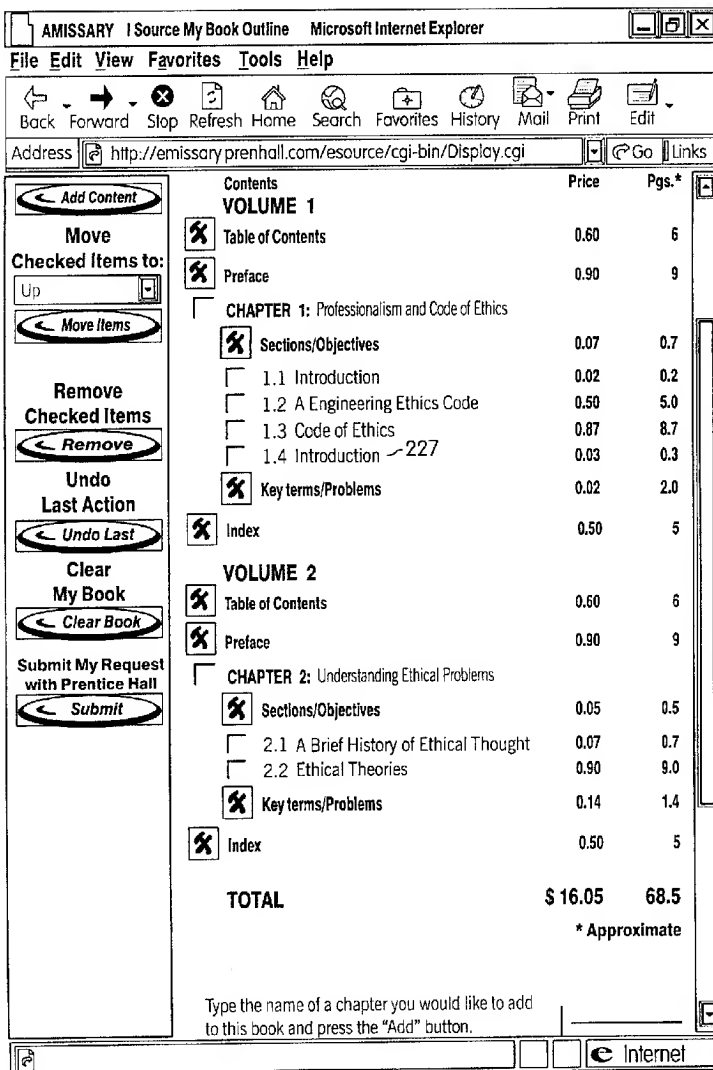 AMISSARY I Source My Book Outline Microsoft Internet Explorer
File Edit View Favorites Tools Help
Back Forward Stop Refresh Home Search Favorites History Mail Print Edit
Address http://emissary prenhall.com/esource/cgi-bin/Display.cgi Go Links
Add Content
Move
Checked Items to:
Up
Move Items
Remove
Checked Items
Remove
Undo
Last Action
Undo Last
Clear
My Book
Clear Book
Submit My Request
with Prentice Hall
Submit
Contents Price Pgs.*
VOLUME 1
Table of Contents 0.60 6
Preface 0.90 9
CHAPTER 1: Professionalism and Code of Ethics
Sections/Objectives 0.07 0.7
1.1 Introduction 0.02 0.2
1.2 A Engineering Ethics Code 0.50 5.0
1.3 Code of Ethics 0.87 8.7
1.4 Introduction 227 0.03 0.3
Key terms/Problems 0.02 2.0
Index 0.50 5
VOLUME 2
Table of Contents 0.60 6
Preface 0.90 9
CHAPTER 2: Understanding Ethical Problems
Sections/Objectives 0.05 0.5
2.1 A Brief History of Ethical Thought 0.07 0.7
2.2 Ethical Theories 0.90 9.0
Key terms/Problems 0.14 1.4
Index 0.50 5
TOTAL $ 16.05 68.5
* Approximate
Type the name of a chapter you would like to add
to this book and press the "Add" button.
Internet